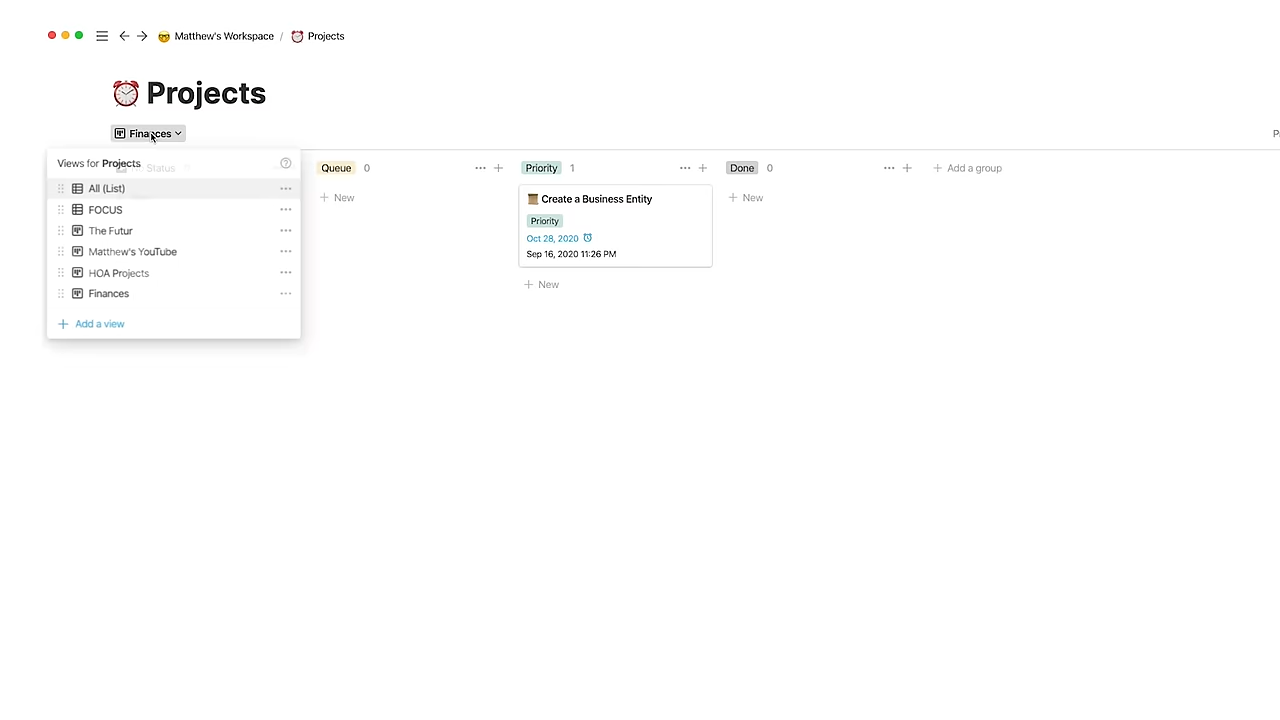 Matthew's Workspace / Projects
Projects
Finances
Views for Projects
Status
All (List)
FOCUS
The Futur
Matthew's YouTube
HOA Projects
Finances
Add a view
Queue 0
New
Priority 1
Create a Business Entity
Priority
Oct 28, 2020
Sep 16, 2020 11:26 PM
New
Done 0
New
Add a group